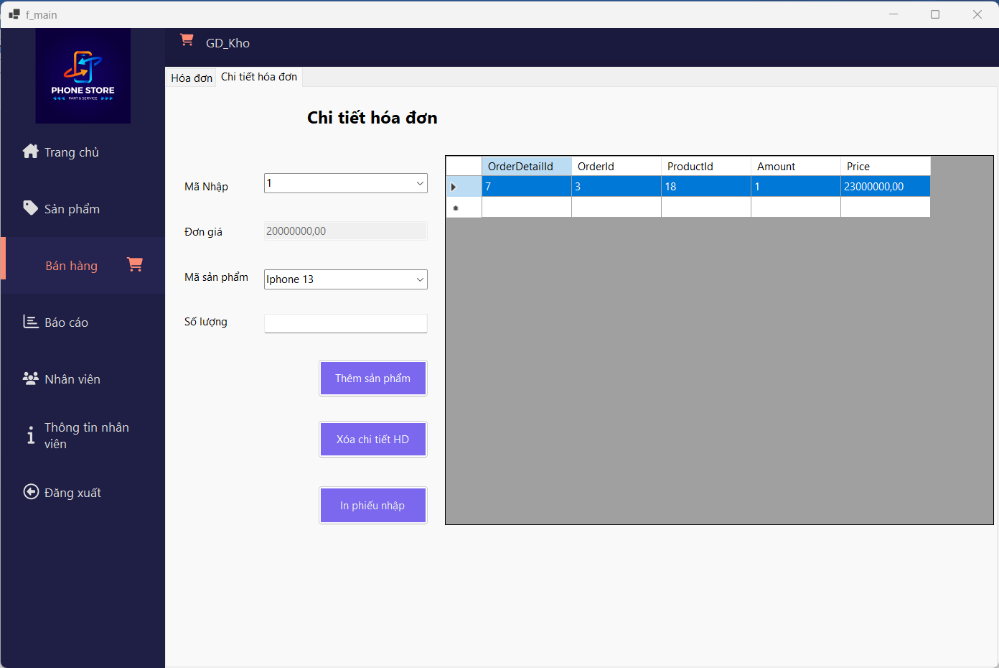 f_main
PHONE STORE
PART & SERVICE
GD_Kho
Trang chủ
Sản phẩm
Bán hàng
Báo cáo
Nhân viên
Thông tin nhân
viên
Đăng xuất
Hóa đơn
Chi tiết hóa đơn
Chi tiết hóa đơn
Mã Nhập
1
Đơn giá
20000000,00
Mã sản phẩm
Iphone 13
Số lượng
Thêm sản phẩm
Xóa chi tiết HD
In phiếu nhập
OrderDetailId OrderId ProductId Amount Price
7 3 18 1 23000000,00